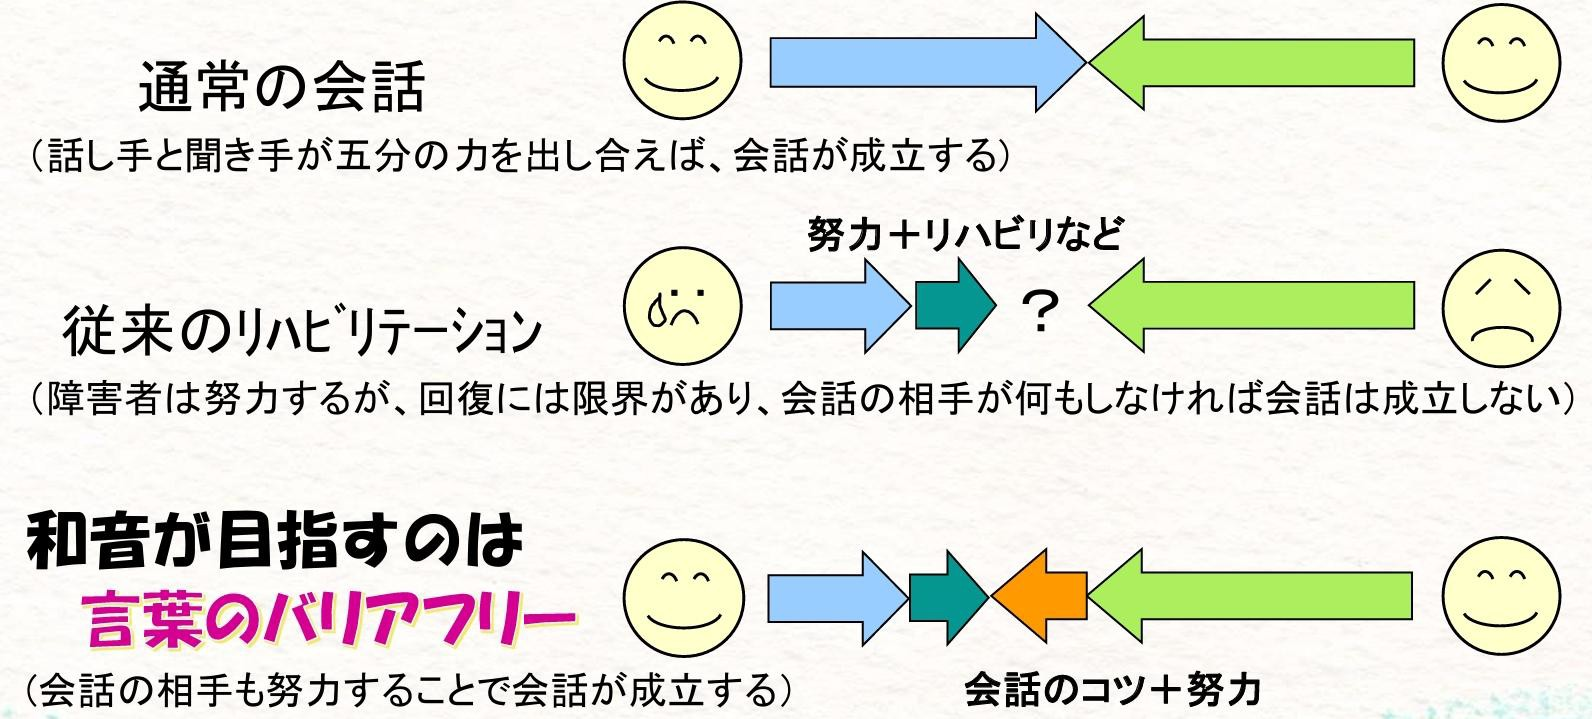 通常の会話
（話し手と聞き手が五分の力を出し合えば、会話が成立する）
努力＋リハビリなど
？
従来のﾘﾊﾋﾞﾘﾃｰｼｮﾝ
（障害者は努力するが、回復には限界があり、会話の相手が何もしなければ会話は成立しない）
和音が目指すのは
言葉のバリアフリー
（会話の相手も努力することで会話が成立する）
会話のコツ＋努力